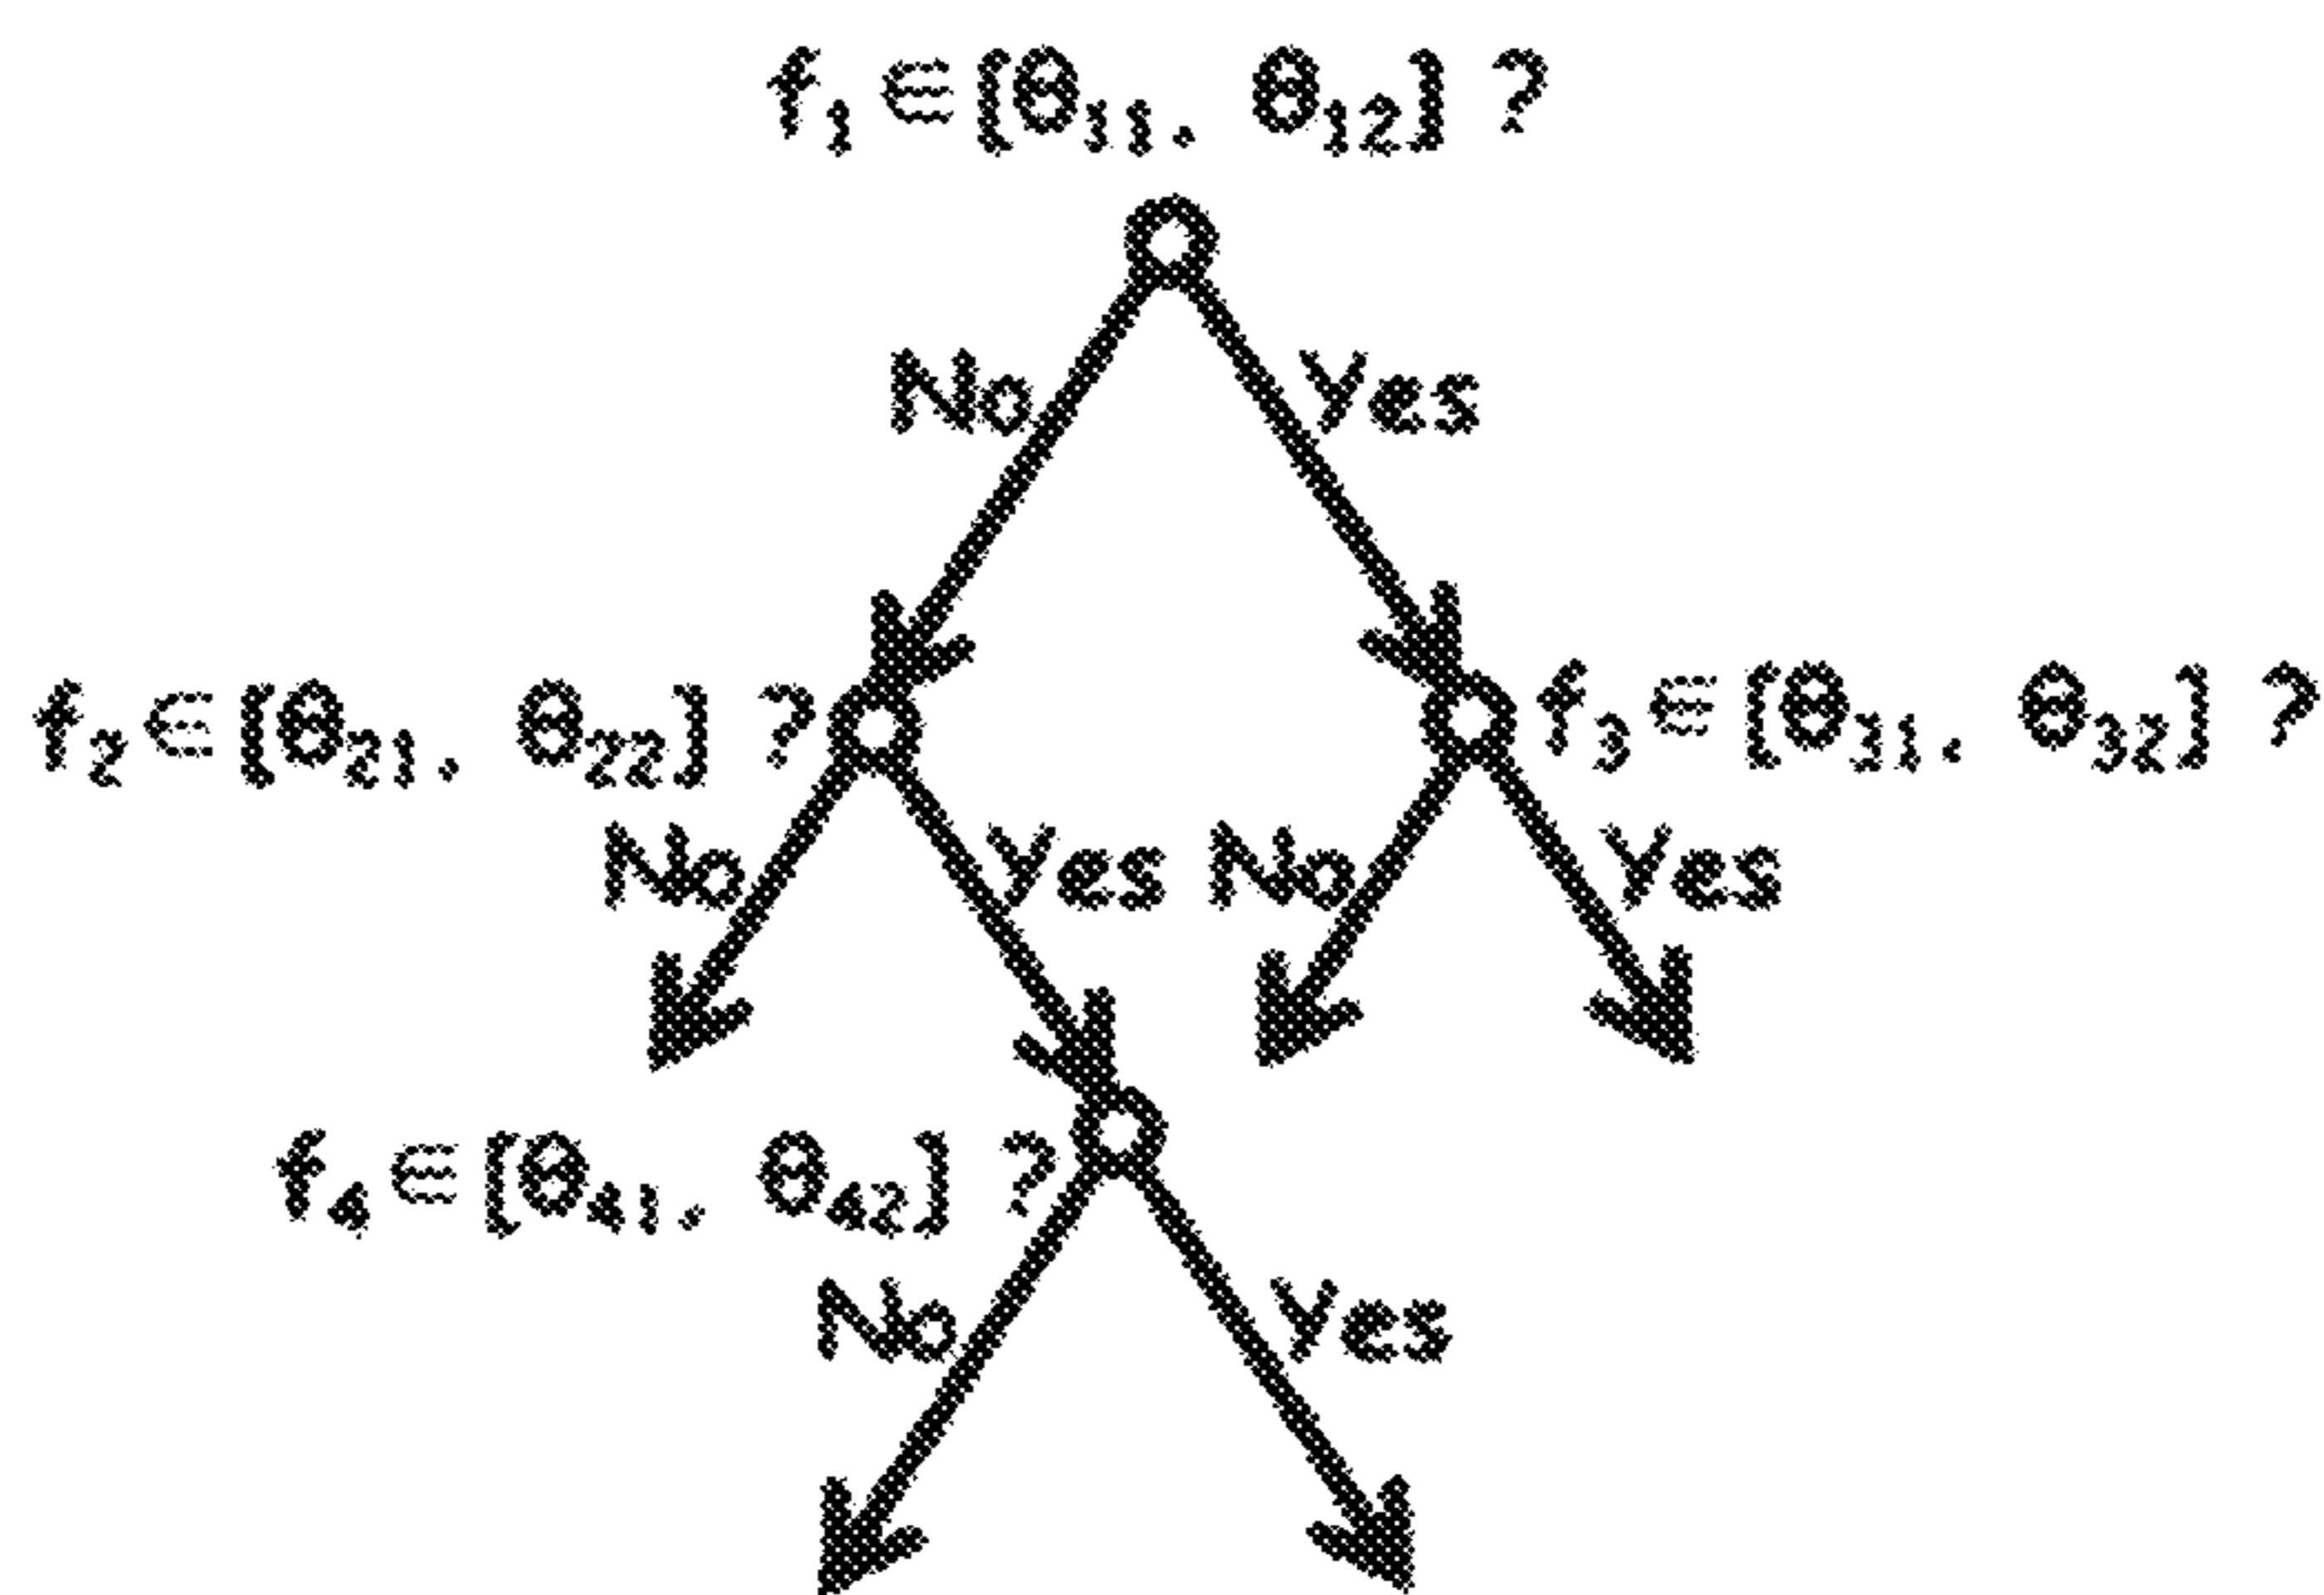 f₁ ∈ [θ₁₁, θ₁₂] ?
No Yes
f₂ ∈ [θ₂₁, θ₂₂] ? f₃ ∈ [θ₃₁, θ₃₂] ?
No Yes No Yes
f₄ ∈ [θ₄₁, θ₄₂] ?
No Yes